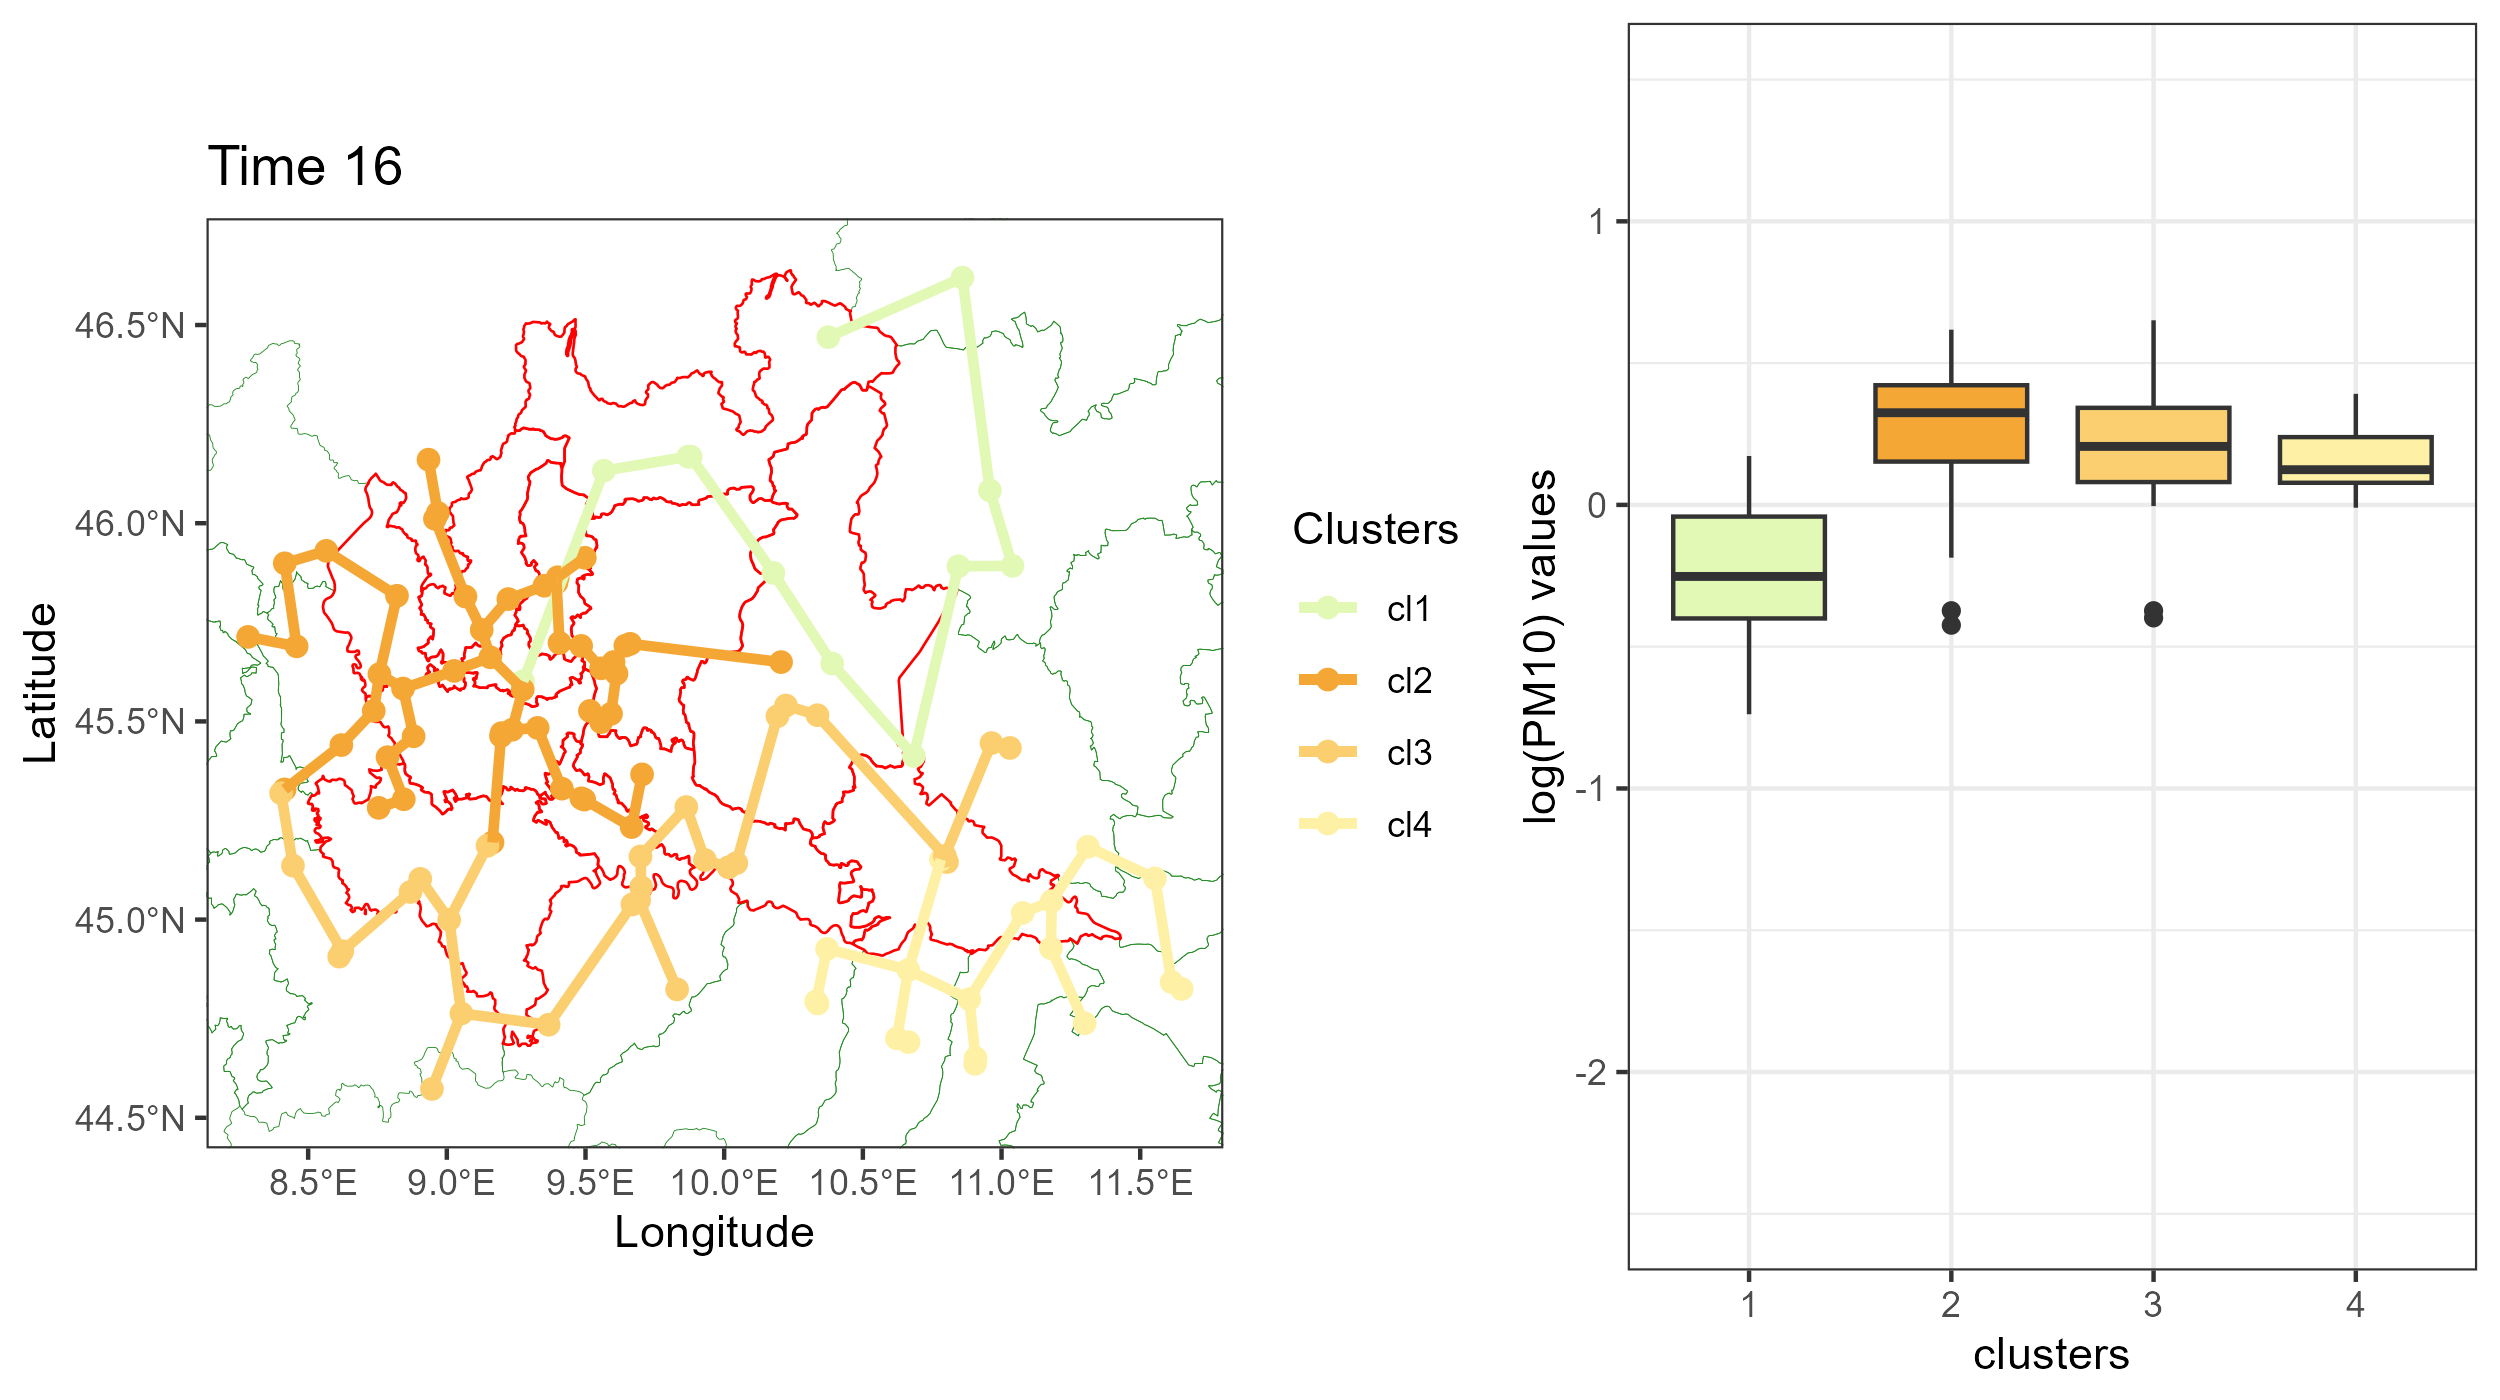 Time 16
46.5°N
46.0°N
45.5°N
45.0°N
44.5°N
Latitude
8.5°E 9.0°E 9.5°E 10.0°E 10.5°E 11.0°E 11.5°E
Longitude
Clusters
cl1
cl2
cl3
cl4
log(PM10) values
1
0
-1
-2
1 2 3 4
clusters